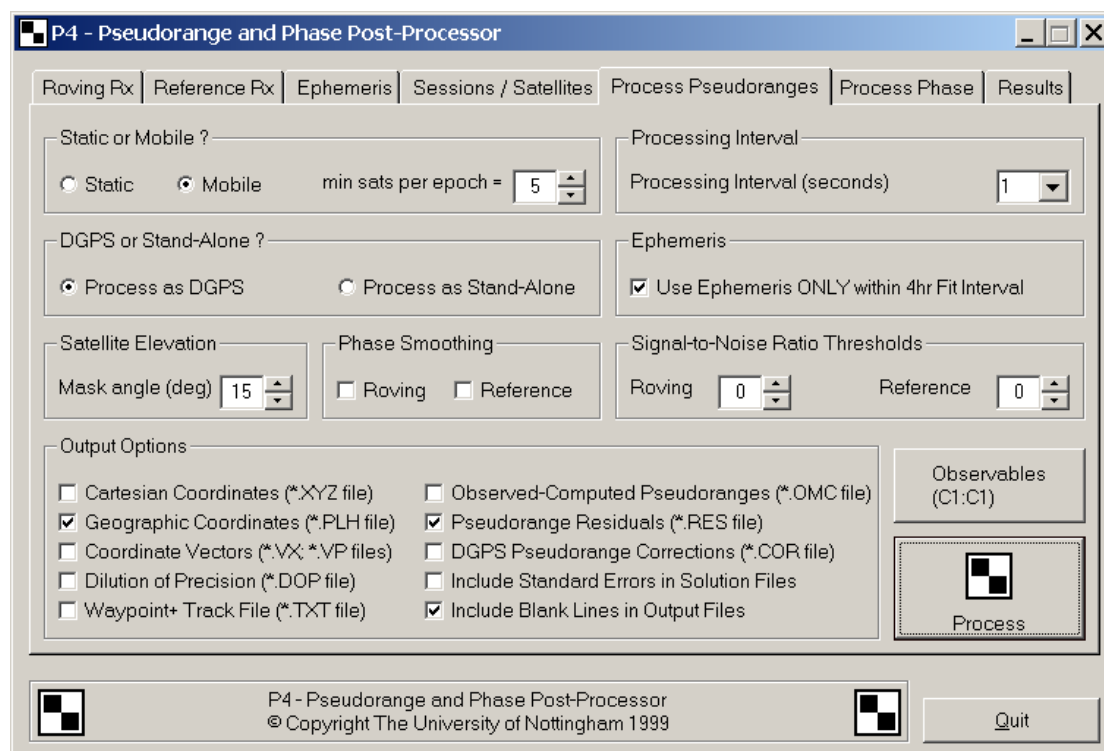 P4 - Pseudorange and Phase Post-Processor
Roving Rx Reference Rx Ephemeris Sessions / Satellites Process Pseudoranges Process Phase Results
Static or Mobile ?
Static Mobile min sats per epoch = 5
Processing Interval
Processing Interval (seconds) 1
DGPS or Stand-Alone ?
Process as DGPS Process as Stand-Alone
Ephemeris
Use Ephemeris ONLY within 4hr Fit Interval
Satellite Elevation
Mask angle (deg) 15
Phase Smoothing
Roving Reference
Signal-to-Noise Ratio Thresholds
Roving 0 Reference 0
Output Options
Cartesian Coordinates (*.XYZ file)
Geographic Coordinates (*.PLH file)
Coordinate Vectors (*.VX; *.VP files)
Dilution of Precision (*.DOP file)
Waypoint+ Track File (*.TXT file)
Observed-Computed Pseudoranges (*.OMC file)
Pseudorange Residuals (*.RES file)
DGPS Pseudorange Corrections (*.COR file)
Include Standard Errors in Solution Files
Include Blank Lines in Output Files
Observables
(C1:C1)
Process
P4 - Pseudorange and Phase Post-Processor
© Copyright The University of Nottingham 1999
Quit